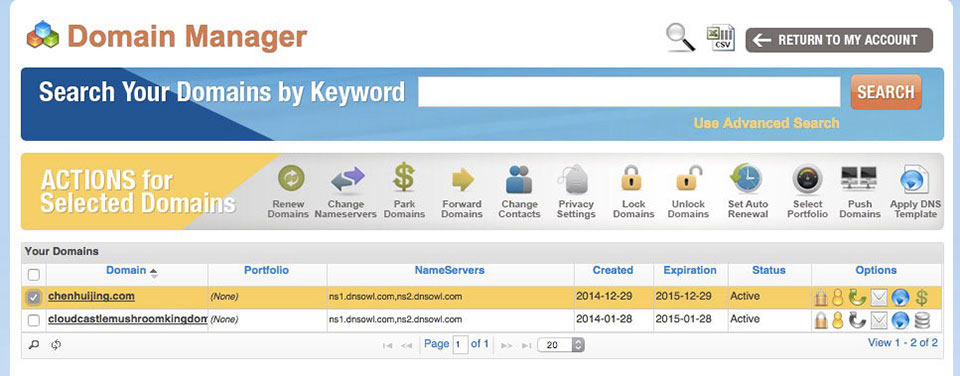 Domain Manager
CSV
RETURN TO MY ACCOUNT
Search Your Domains by Keyword
SEARCH
Use Advanced Search
ACTIONS for
Selected Domains
Renew Domains
Change Nameservers
Park Domains
Forward Domains
Change Contacts
Privacy Settings
Lock Domains
Unlock Domains
Set Auto Renewal
Select Portfolio
Push Domains
Apply DNS Template
Your Domains
Domain Portfolio NameServers Created Expiration Status Options
chenhuijing.com (None) ns1.dnsowl.com,ns2.dnsowl.com 2014-12-29 2015-12-29 Active
cloudcastlemushroomkingdom (None) ns1.dnsowl.com,ns2.dnsowl.com 2014-01-28 2015-01-28 Active
Page 1 of 1 20 View 1 - 2 of 2